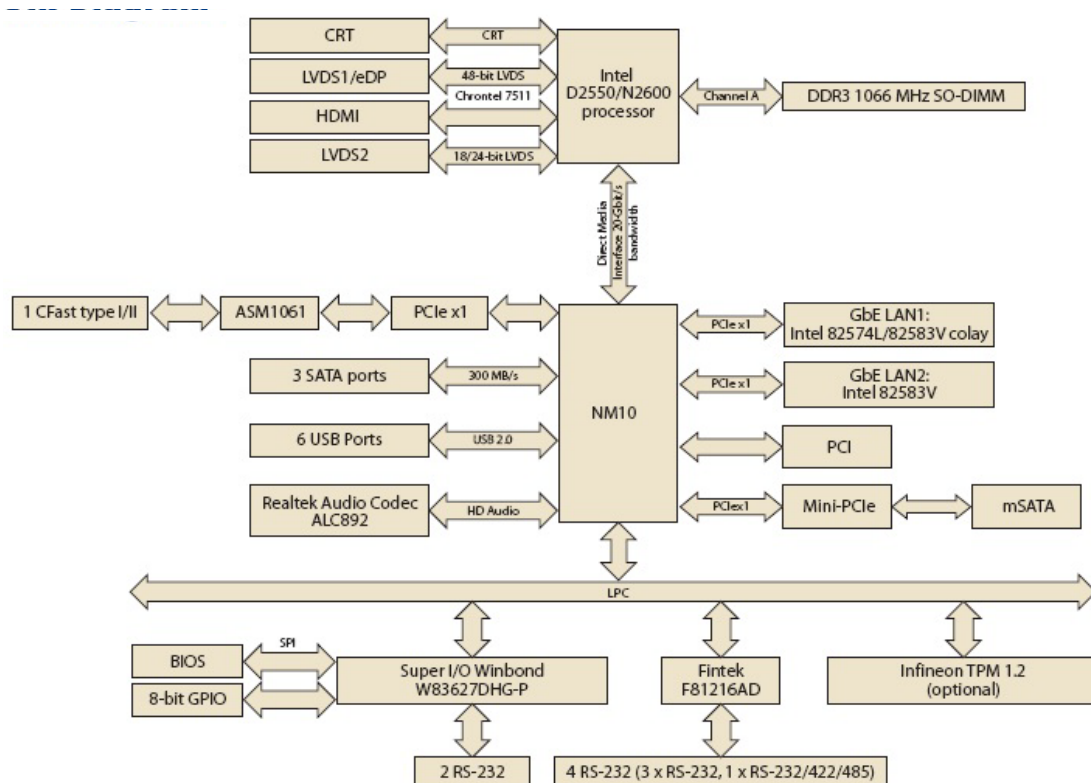 CRT
CRT
LVDS1/eDP
48-bit LVDS
Chrontel 7511
HDMI
LVDS2
18/24-bit LVDS
Intel
D2550/N2600
processor
Channel A
DDR3 1066 MHz SO-DIMM
Direct Media
Interface 20-Gbit/s
bandwidth
1 CFast type I/II
ASM1061
PCIe x1
3 SATA ports
300 MB/s
6 USB Ports
USB 2.0
Realtek Audio Codec
ALC892
HD Audio
NM10
PCIe x1
GbE LAN1:
Intel 82574L/82583V colay
PCIe x1
GbE LAN2:
Intel 82583V
PCI
PCIex1
Mini-PCIe
mSATA
LPC
BIOS
SPI
8-bit GPIO
Super I/O Winbond
W83627DHG-P
Fintek
F81216AD
Infineon TPM 1.2
(optional)
2 RS-232
4 RS-232 (3 x RS-232, 1 x RS-232/422/485)